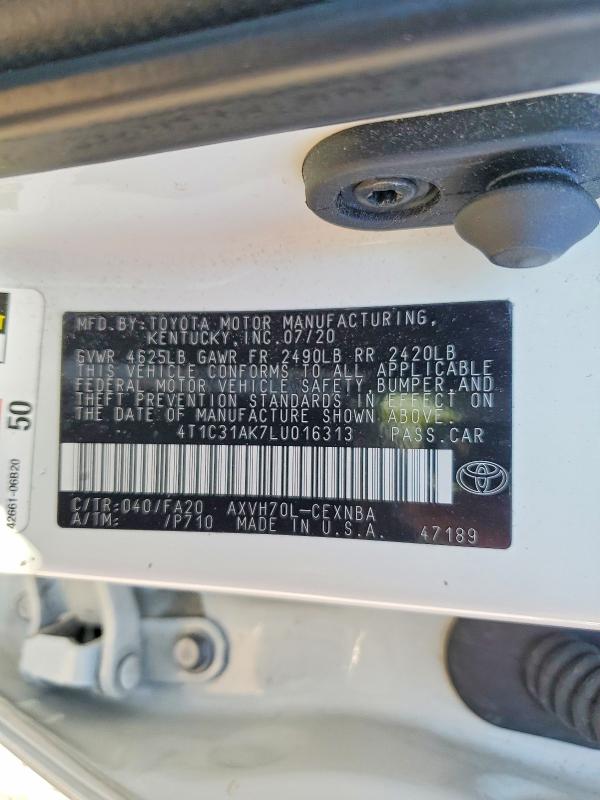 MFD.BY:TOYOTA MOTOR MANUFACTURING,
KENTUCKY,INC.07/20
GVWR 4625LB GAWR FR 2490LB RR 2420LB
THIS VEHICLE CONFORMS TO ALL APPLICABLE
FEDERAL MOTOR VEHICLE SAFETY BUMPER AND
THEFT PREVENTION STANDARDS IN EFFECT ON
THE DATE OF MANUFACTURE SHOWN ABOVE.
4T1C31AK7LU016313 PASS.CAR
C/TR:040/FA20 AXVH70L-CEXNBA
A/TM: /P710 MADE IN U.S.A. 47189
50
42661-06B20